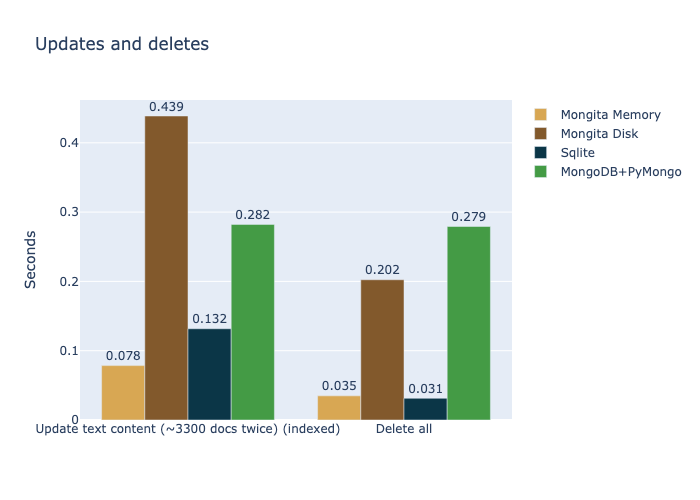 Updates and deletes
Mongita Memory
Mongita Disk
Sqlite
MongoDB+PyMongo
Seconds
0.4
0.3
0.2
0.1
0
0.078
0.439
0.132
0.282
0.035
0.202
0.031
0.279
Update text content (~3300 docs twice) (indexed)
Delete all